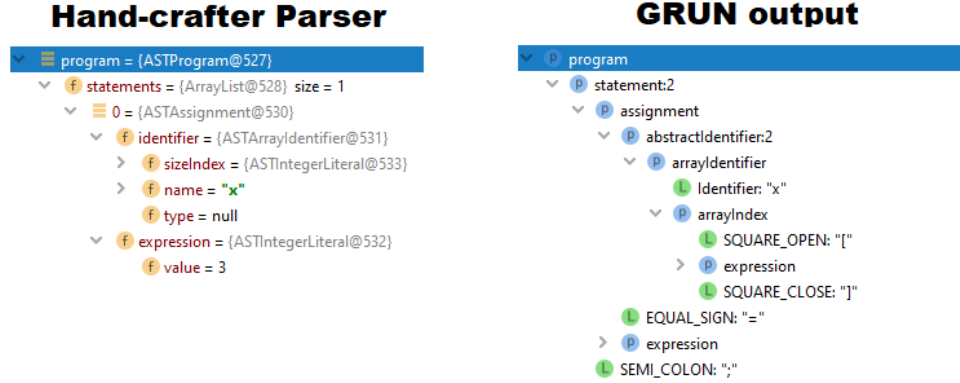 Hand-crafter Parser
program = {ASTProgram@527}
statements = {ArrayList@528} size = 1
0 = {ASTAssignment@530}
f identifier = {ASTArrayIdentifier@531}
f sizeIndex = {ASTIntegerLiteral@533}
f name = "x"
f type = null
f expression = {ASTIntegerLiteral@532}
f value = 3
GRUN output
P program
P statement:2
P assignment
P abstractIdentifier:2
P arrayIdentifier
L Identifier: "x"
P arrayIndex
L SQUARE_OPEN: "["
P expression
L SQUARE_CLOSE: "]"
L EQUAL_SIGN: "="
P expression
L SEMI_COLON: ";"